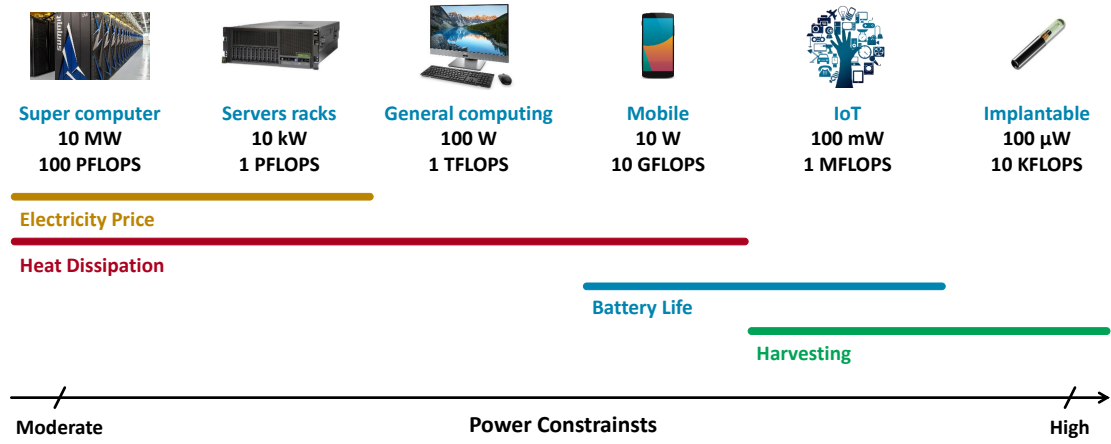 Super computer
10 MW
100 PFLOPS
Servers racks
10 kW
1 PFLOPS
General computing
100 W
1 TFLOPS
Mobile
10 W
10 GFLOPS
IoT
100 mW
1 MFLOPS
Implantable
100 µW
10 KFLOPS
Electricity Price
Heat Dissipation
Battery Life
Harvesting
Moderate
Power Constrainsts
High